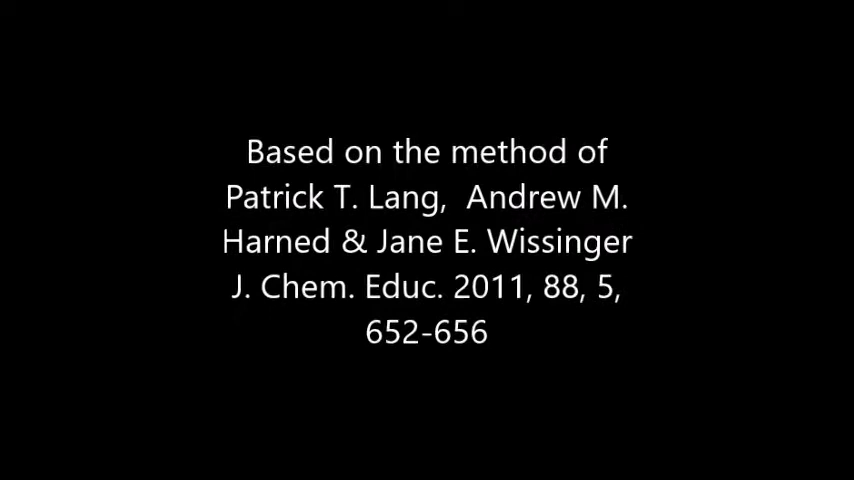 Based on the method of
Patrick T. Lang,  Andrew M.
Harned & Jane E. Wissinger
J. Chem. Educ. 2011, 88, 5,
652-656